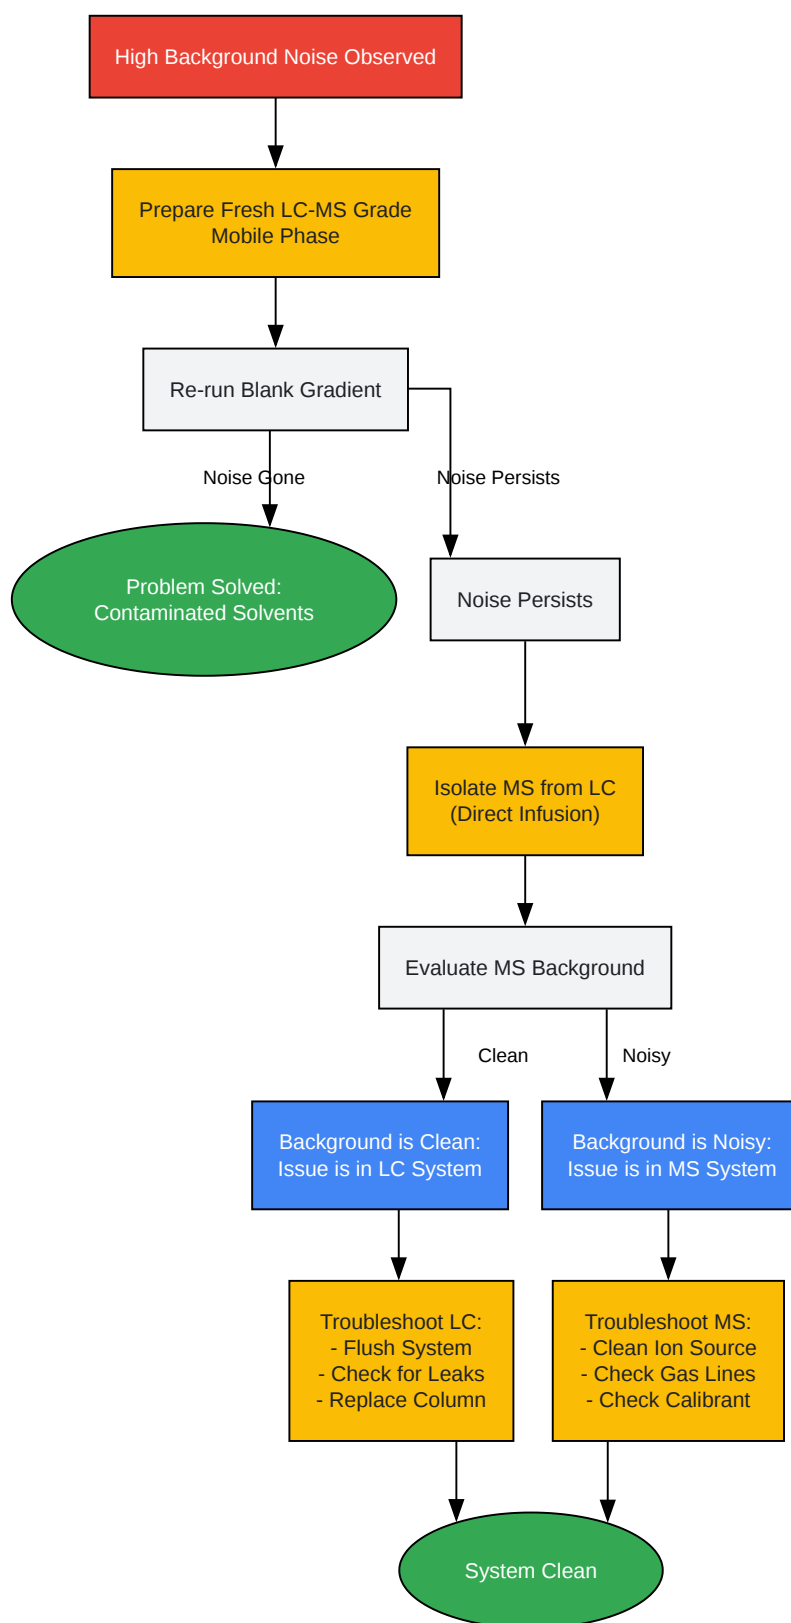 High Background Noise Observed
Prepare Fresh LC-MS Grade
Mobile Phase
Re-run Blank Gradient
Noise Gone
Noise Persists
Problem Solved:
Contaminated Solvents
Noise Persists
Isolate MS from LC
(Direct Infusion)
Evaluate MS Background
Clean
Noisy
Background is Clean:
Issue is in LC System
Background is Noisy:
Issue is in MS System
Troubleshoot LC:
- Flush System
- Check for Leaks
- Replace Column
Troubleshoot MS:
- Clean Ion Source
- Check Gas Lines
- Check Calibrant
System Clean